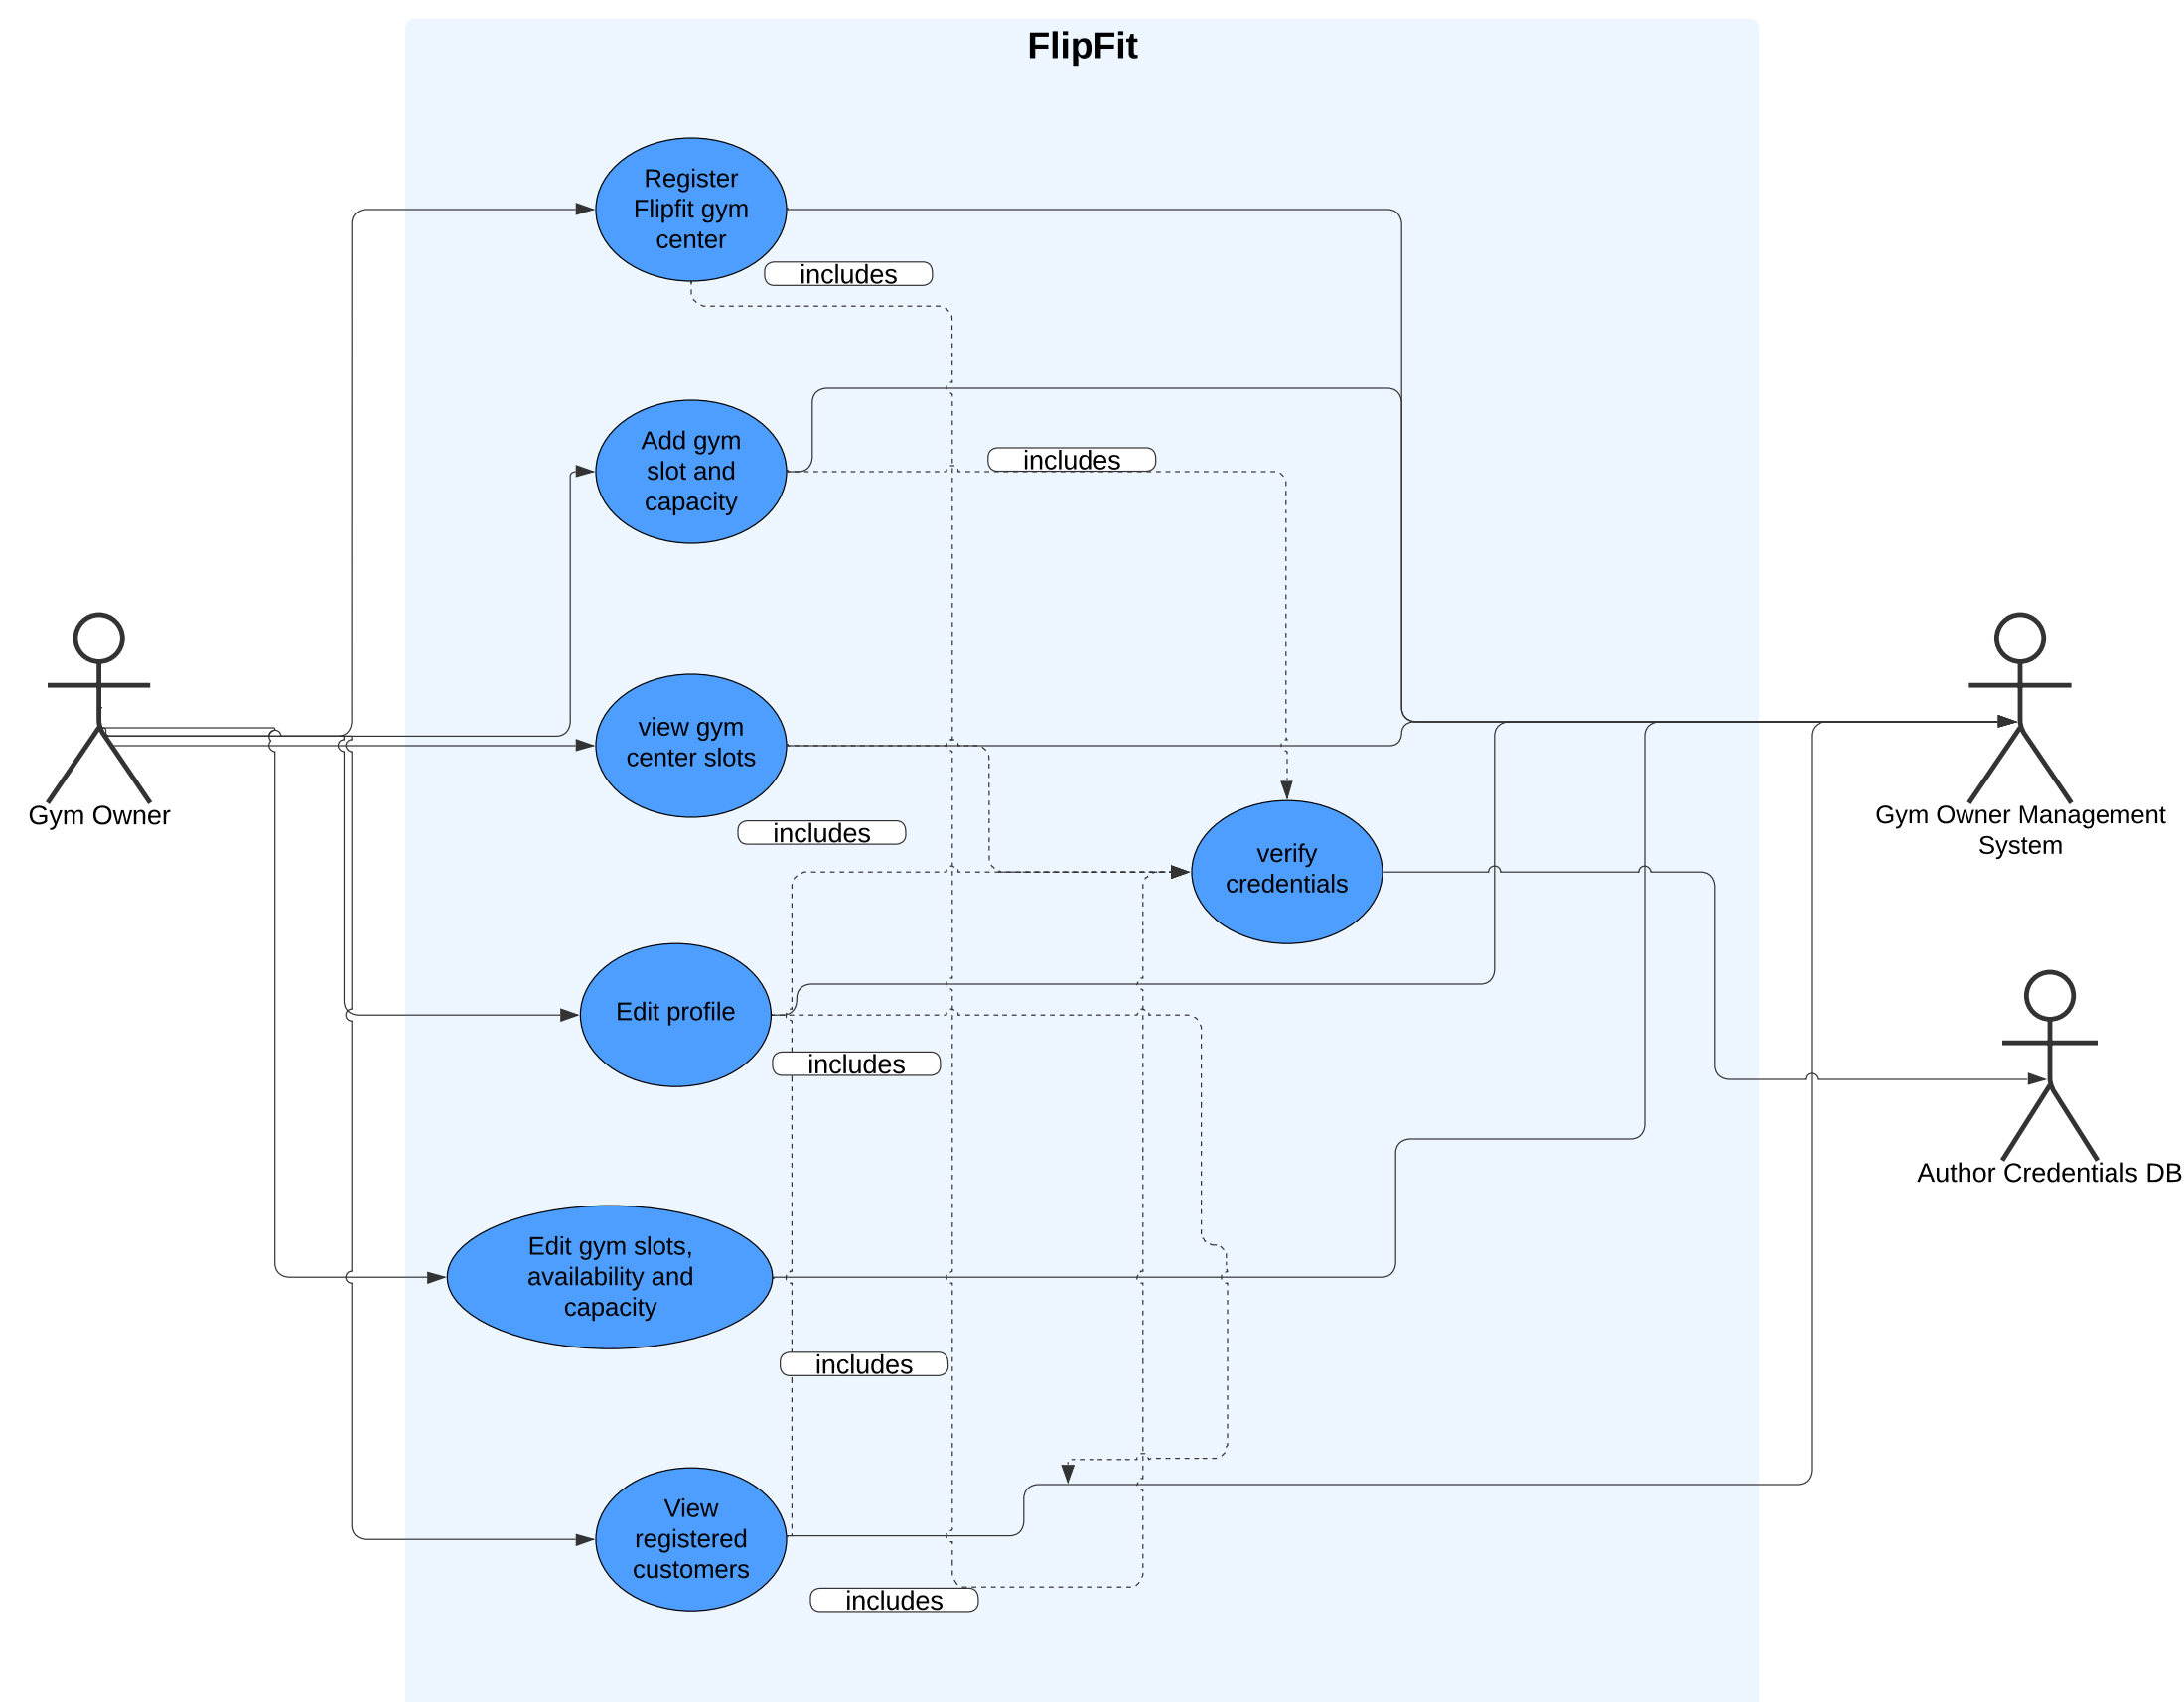 FlipFit
Register
Flipfit gym
center
includes
Add gym
slot and
capacity
includes
view gym
center slots
includes
verify
credentials
Gym Owner
Gym Owner Management
System
Edit profile
includes
Author Credentials DB
Edit gym slots,
availability and
capacity
includes
View
registered
customers
includes